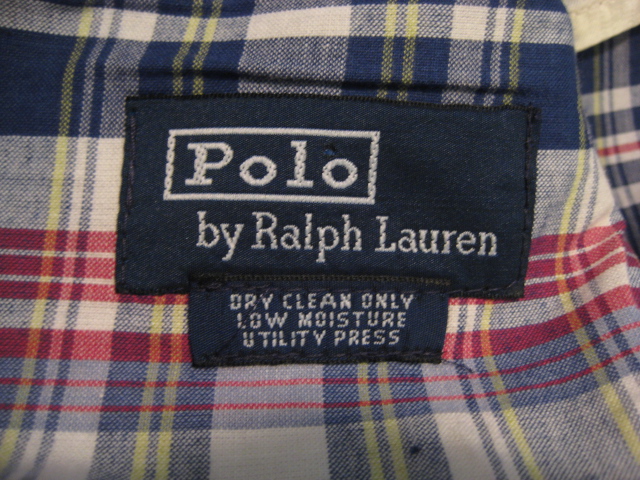 Polo
by Ralph Lauren
DRY CLEAN ONLY
LOW MOISTURE
UTILITY PRESS